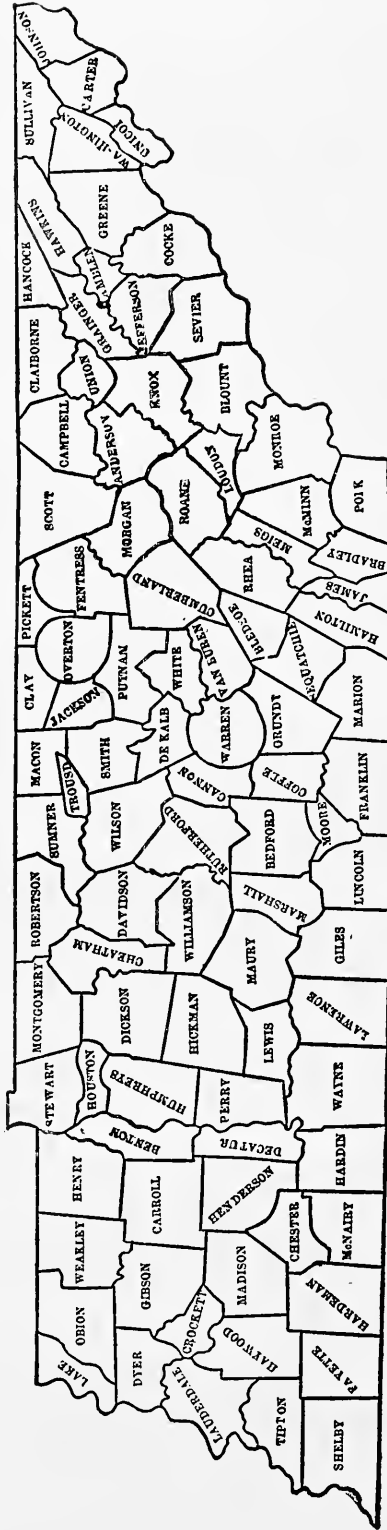 LAKE
OBION
WEAKLEY
HENRY
STEWART
MONTGOMERY
ROBERTSON
SUMNER
MACON
CLAY
PICKETT
SCOTT
CAMPBELL
CLAIBORNE
HANCOCK
HAWKINS
SULLIVAN
JOHNSON
CARTER
UNICOI
WA
INGTON
GREENE
GRAINGER
UNION
ANDERSON
MORGAN
FENTRESS
OVERTON
JACKSON
TROUSD
SMITH
PUTNAM
WILSON
DAVIDSON
CHEATHAM
DICKSON
HOUSTON
HUMPHREYS
BENTON
CARROLL
GIBSON
DYER
LAUDERDALE
CROCKETT
HAYWOOD
MADISON
HENDERSON
DECATUR
PERRY
HICKMAN
WILLIAMSON
RUTHERFORD
CANNON
DE KALB
WHITE
VAN BUREN
CUMBERLAND
ROANE
LOUDON
KNOX
JEFFERSON
COCKE
SEVIER
BLOUNT
MONROE
MCMINN
MEIGS
RHEA
BLEDSOE
SEQUATCHIE
GRUNDY
WARREN
COFFEE
BEDFORD
MARSHALL
MAURY
LEWIS
TIPTON
SHELBY
FAYETTE
HARDEMAN
CHESTER
McNAIRY
HARDIN
WAYNE
LAWRENCE
GILES
LINCOLN
MOORE
FRANKLIN
MARION
HAMILTON
JAMES
BRADLEY
POLK